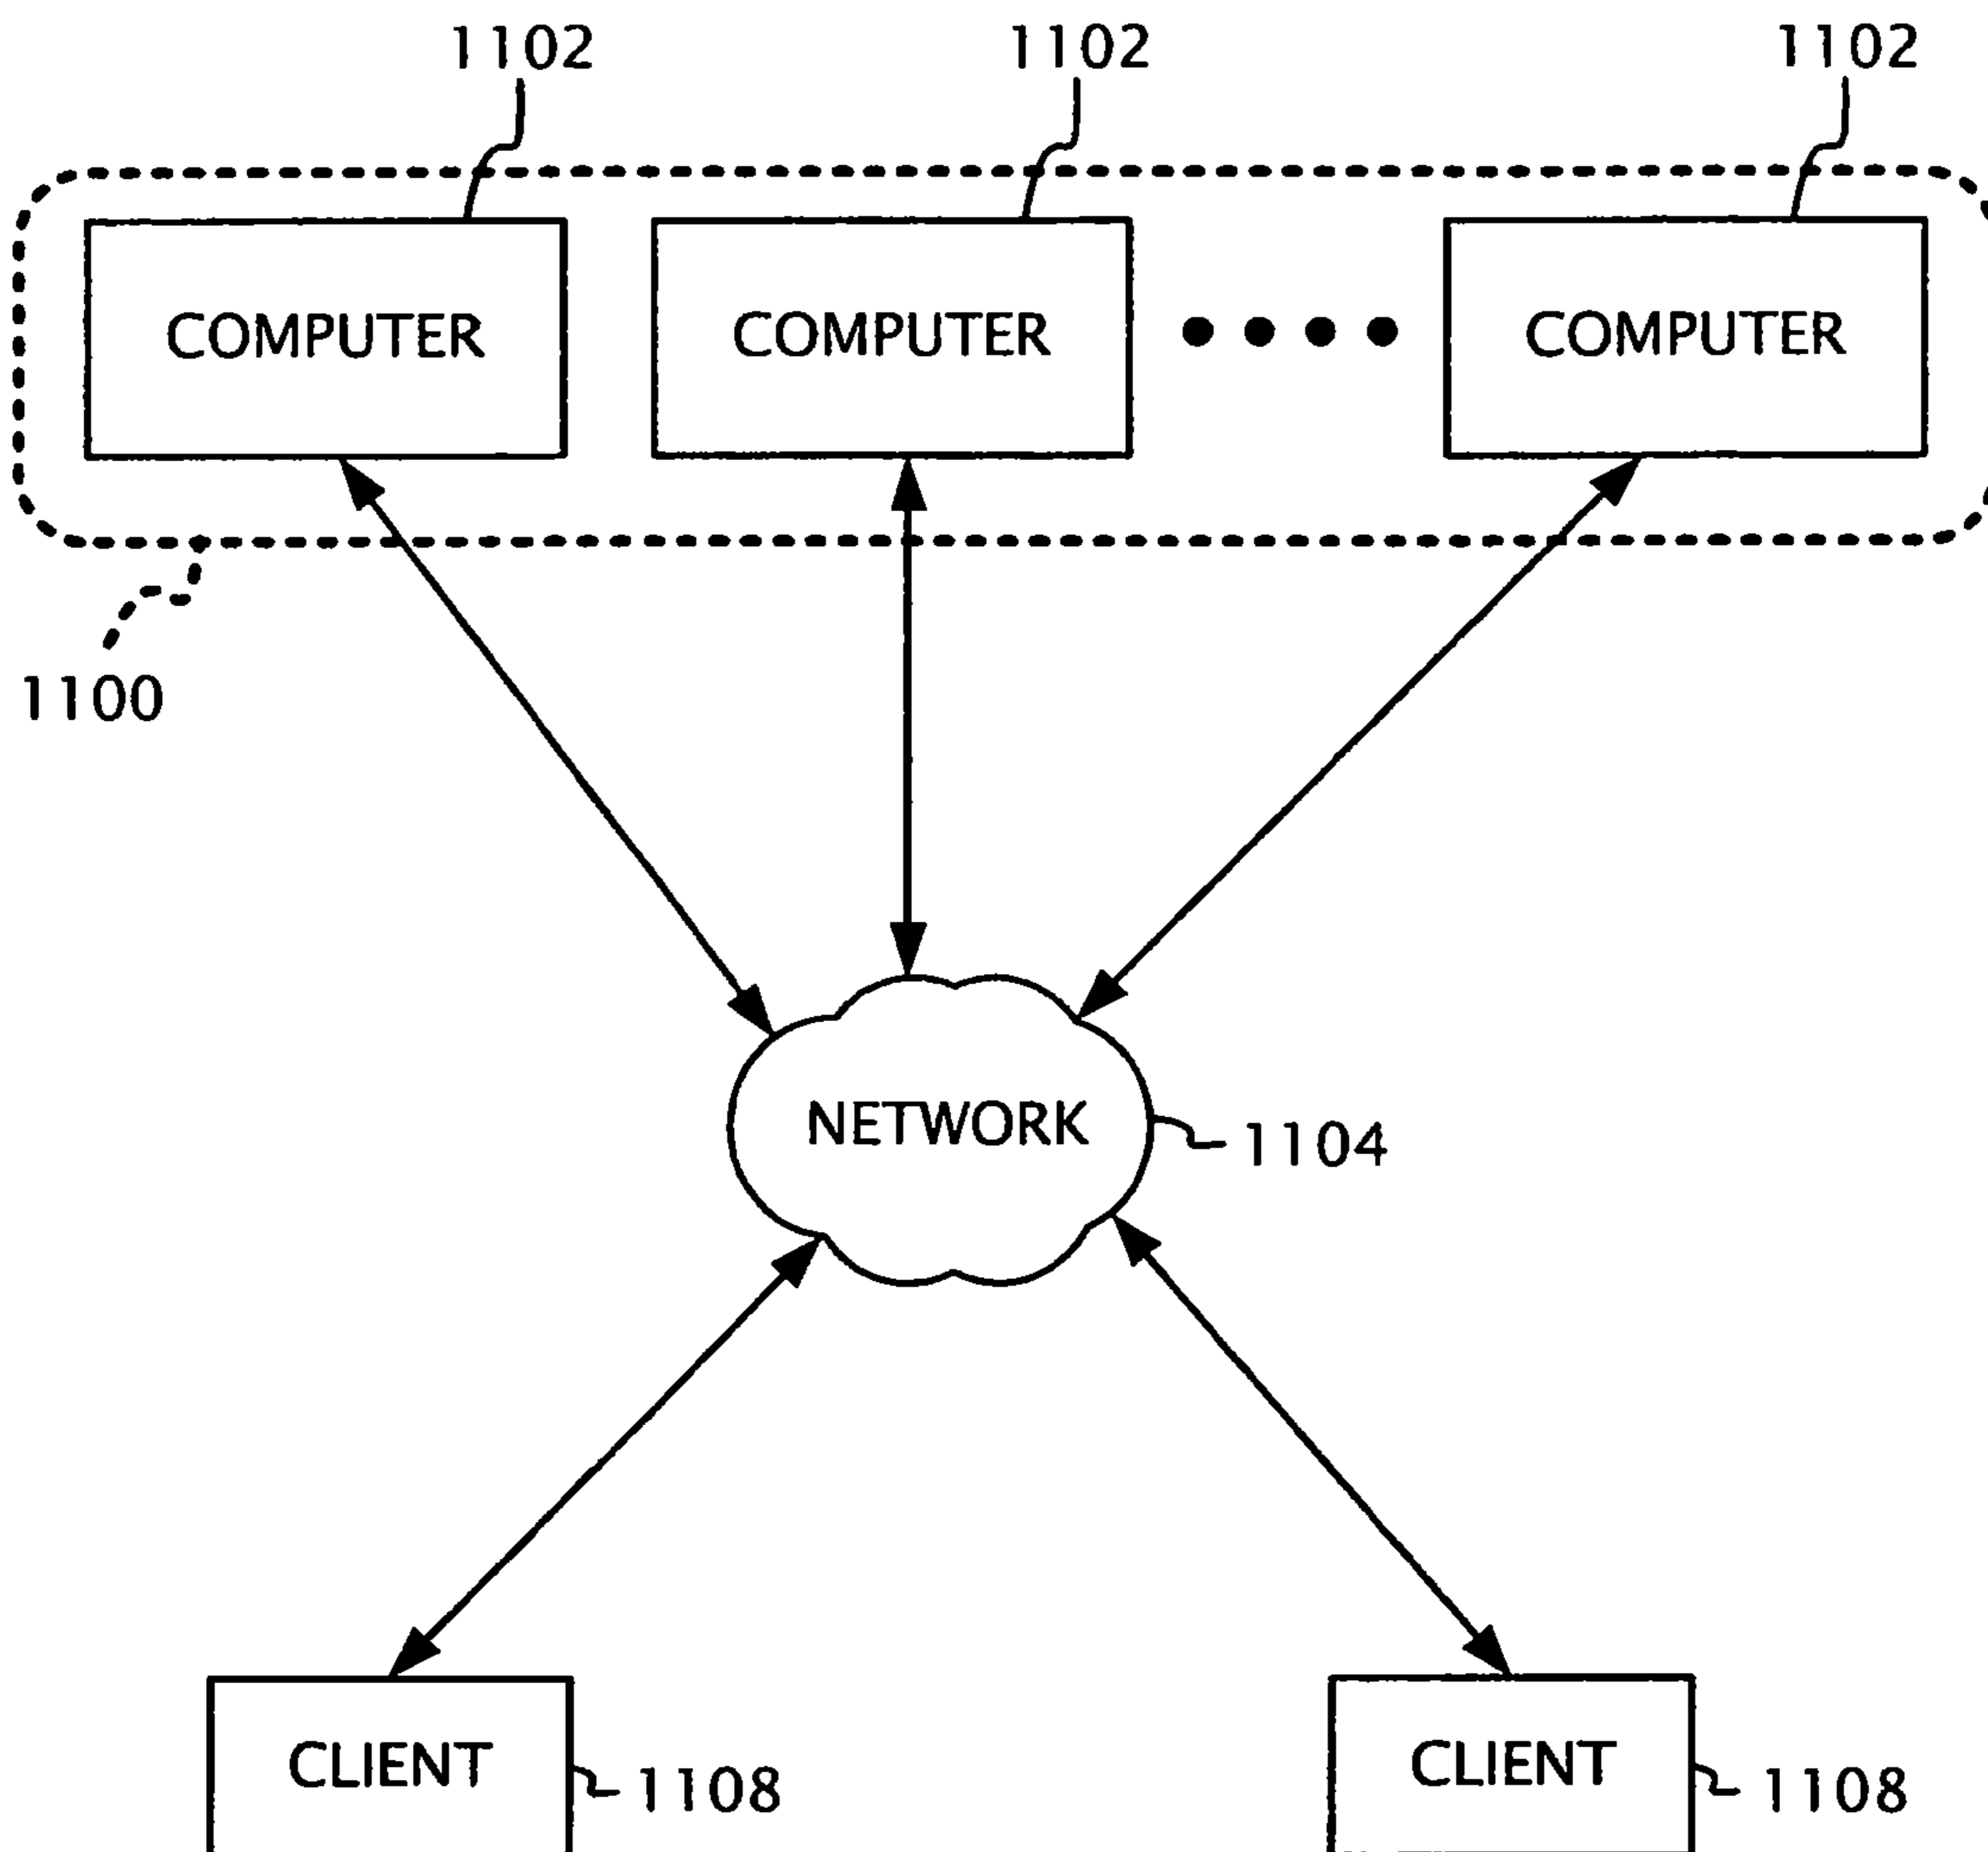 1102 1102 1102
COMPUTER COMPUTER COMPUTER
1100
NETWORK
1104
CLIENT 1108 CLIENT 1108